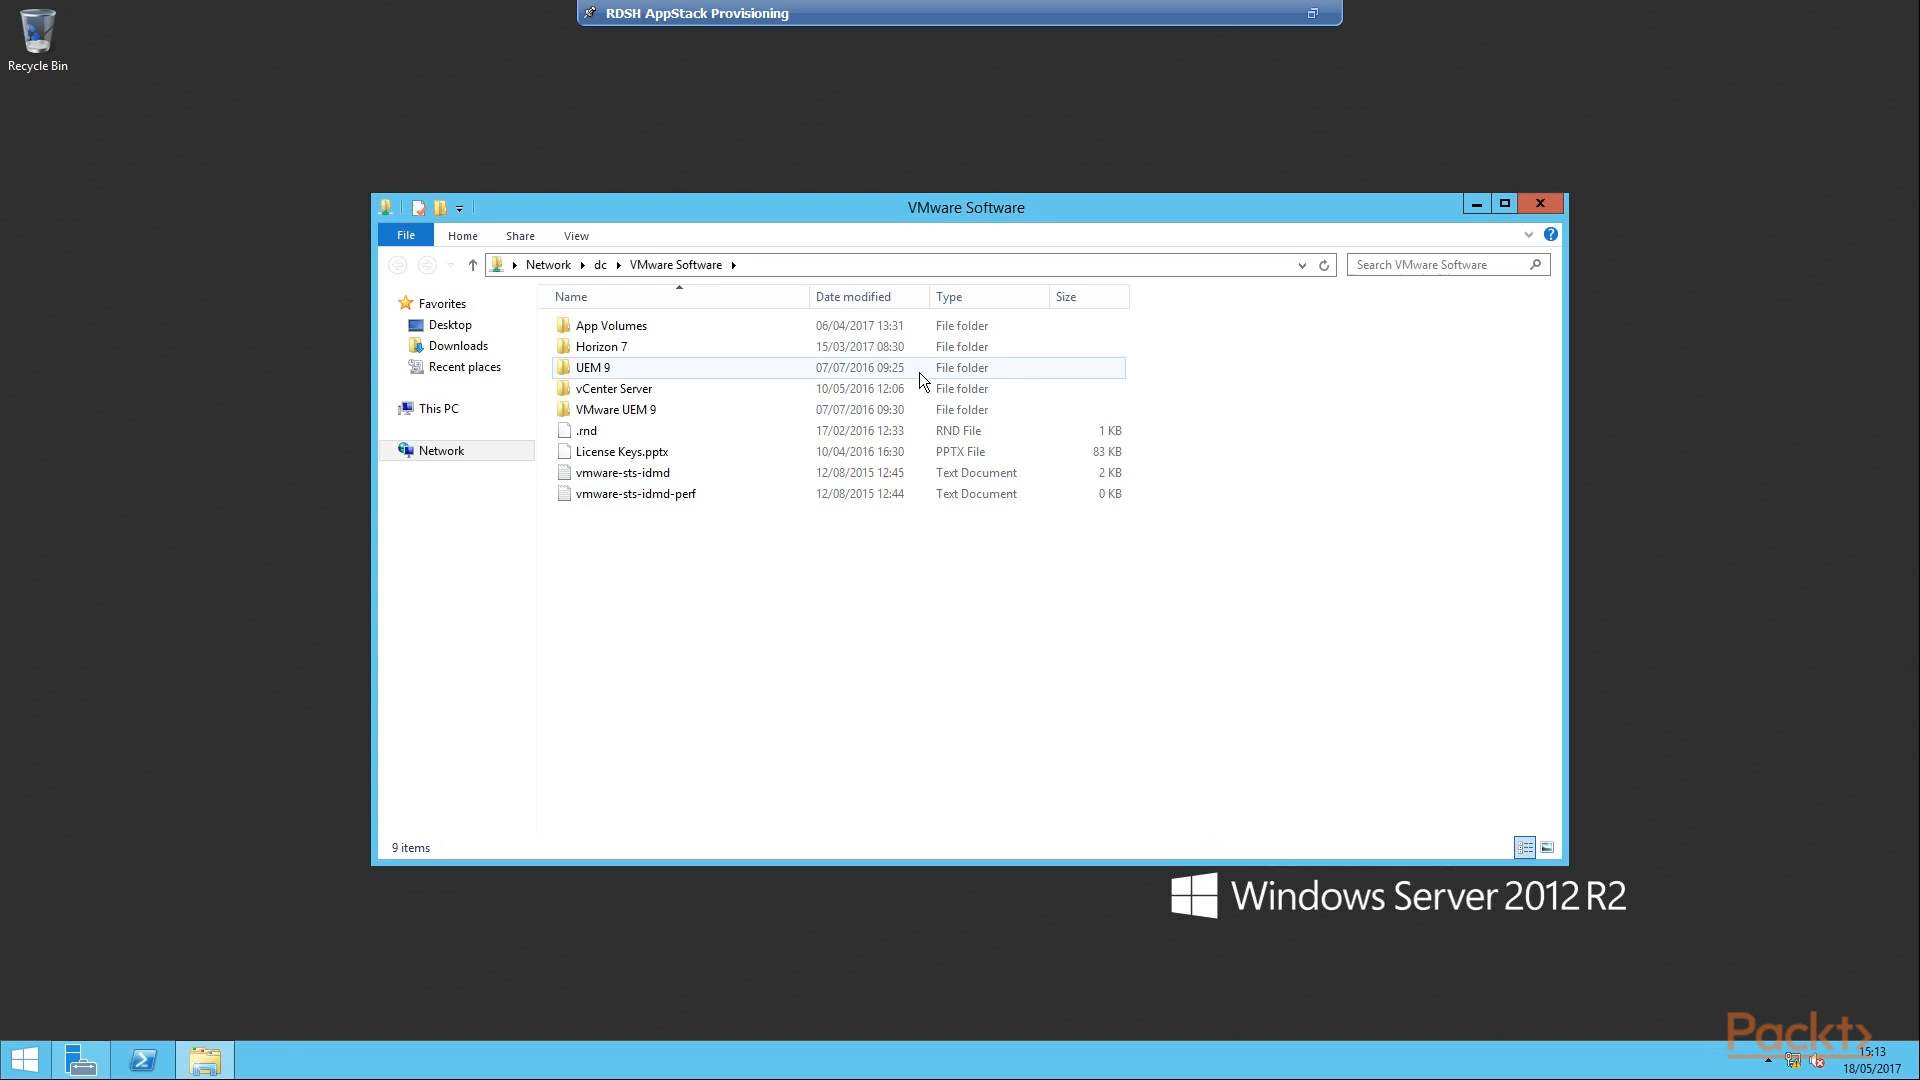 RDSH AppStack Provisioning
Recycle Bin
VMware Software
File Home Share View
Network dc VMware Software
Search VMware Software
Name Date modified Type Size
Favorites
Desktop
Downloads
Recent places
This PC
Network
App Volumes 06/04/2017 13:31 File folder
Horizon 7 15/03/2017 08:30 File folder
UEM 9 07/07/2016 09:25 File folder
vCenter Server 10/05/2016 12:06 File folder
VMware UEM 9 07/07/2016 09:30 File folder
.rnd 17/02/2016 12:33 RND File 1 KB
License Keys.pptx 10/04/2016 16:30 PPTX File 83 KB
vmware-sts-idmd 12/08/2015 12:45 Text Document 2 KB
vmware-sts-idmd-perf 12/08/2015 12:44 Text Document 0 KB
9 items
Windows Server 2012 R2
Packt
15:13
18/05/2017